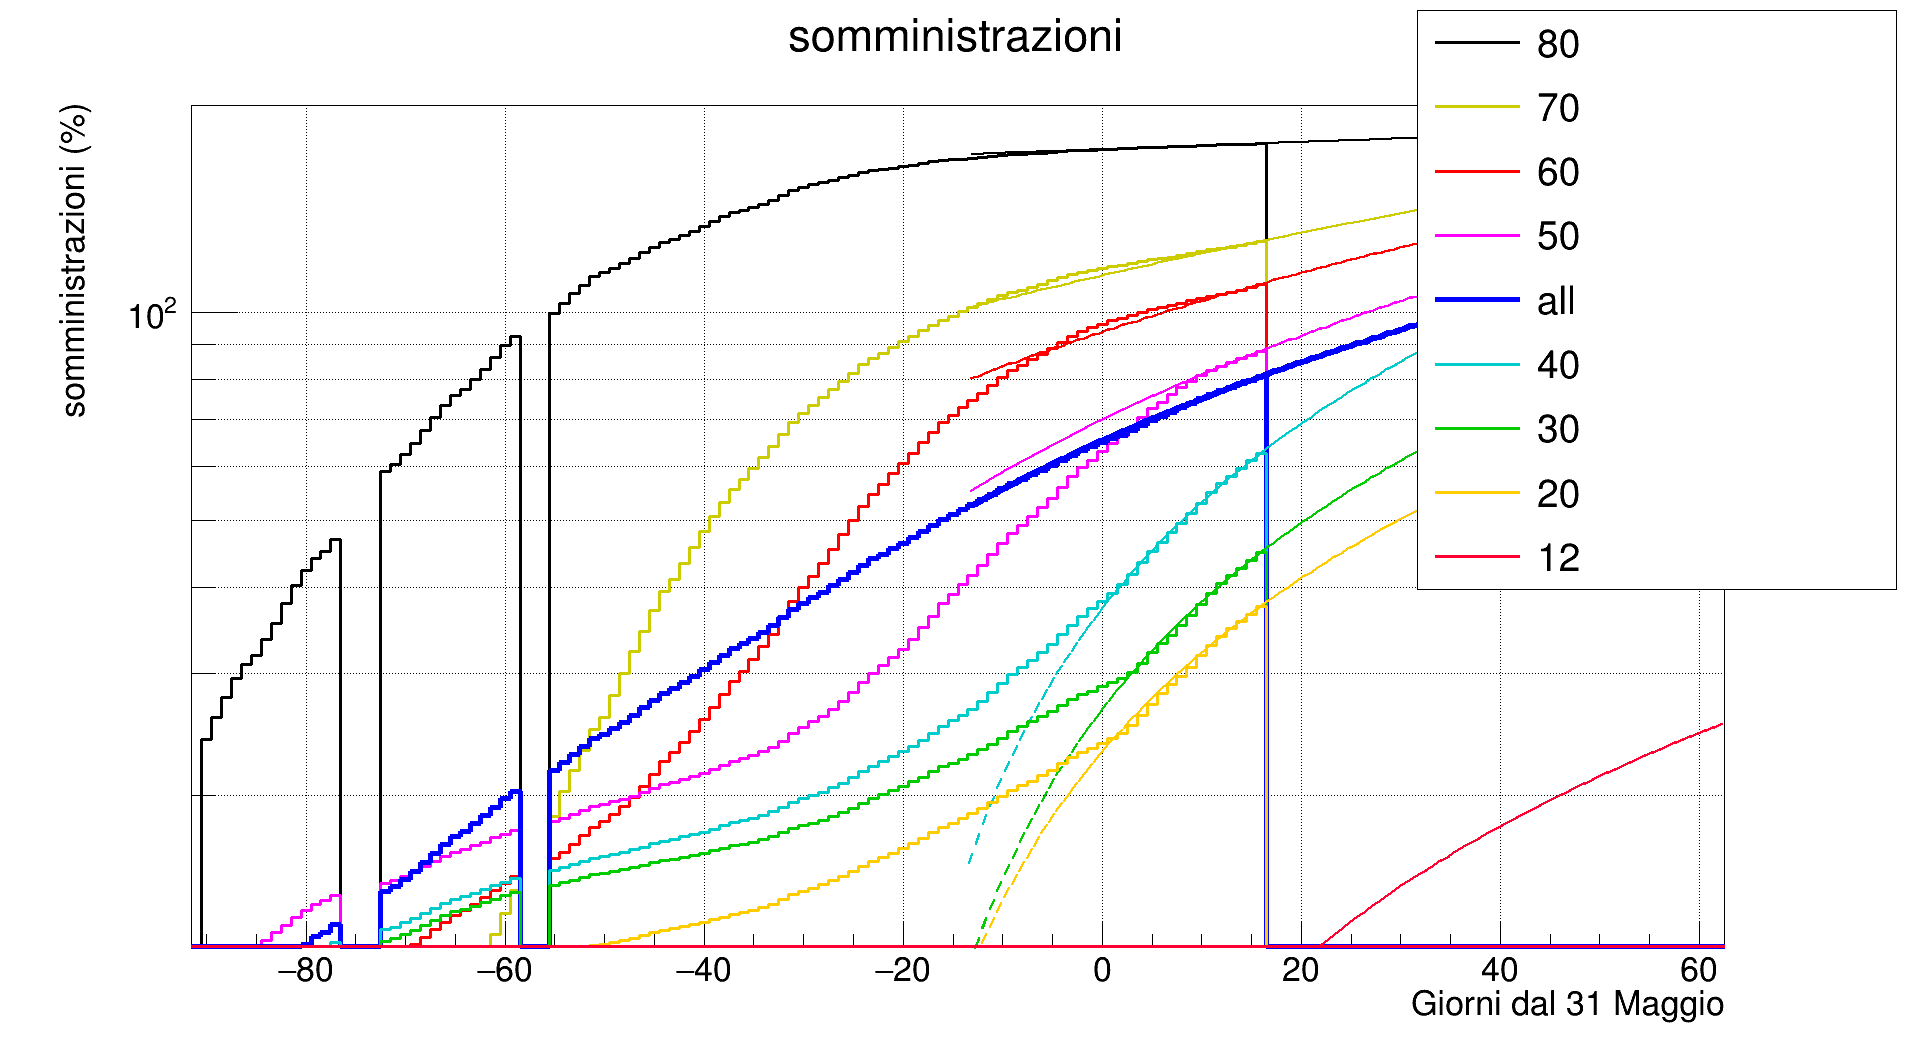 somministrazioni
somministrazioni (%)
10²
−80 −60 −40 −20 0 20 40 60
Giorni dal 31 Maggio
80
70
60
50
all
40
30
20
12